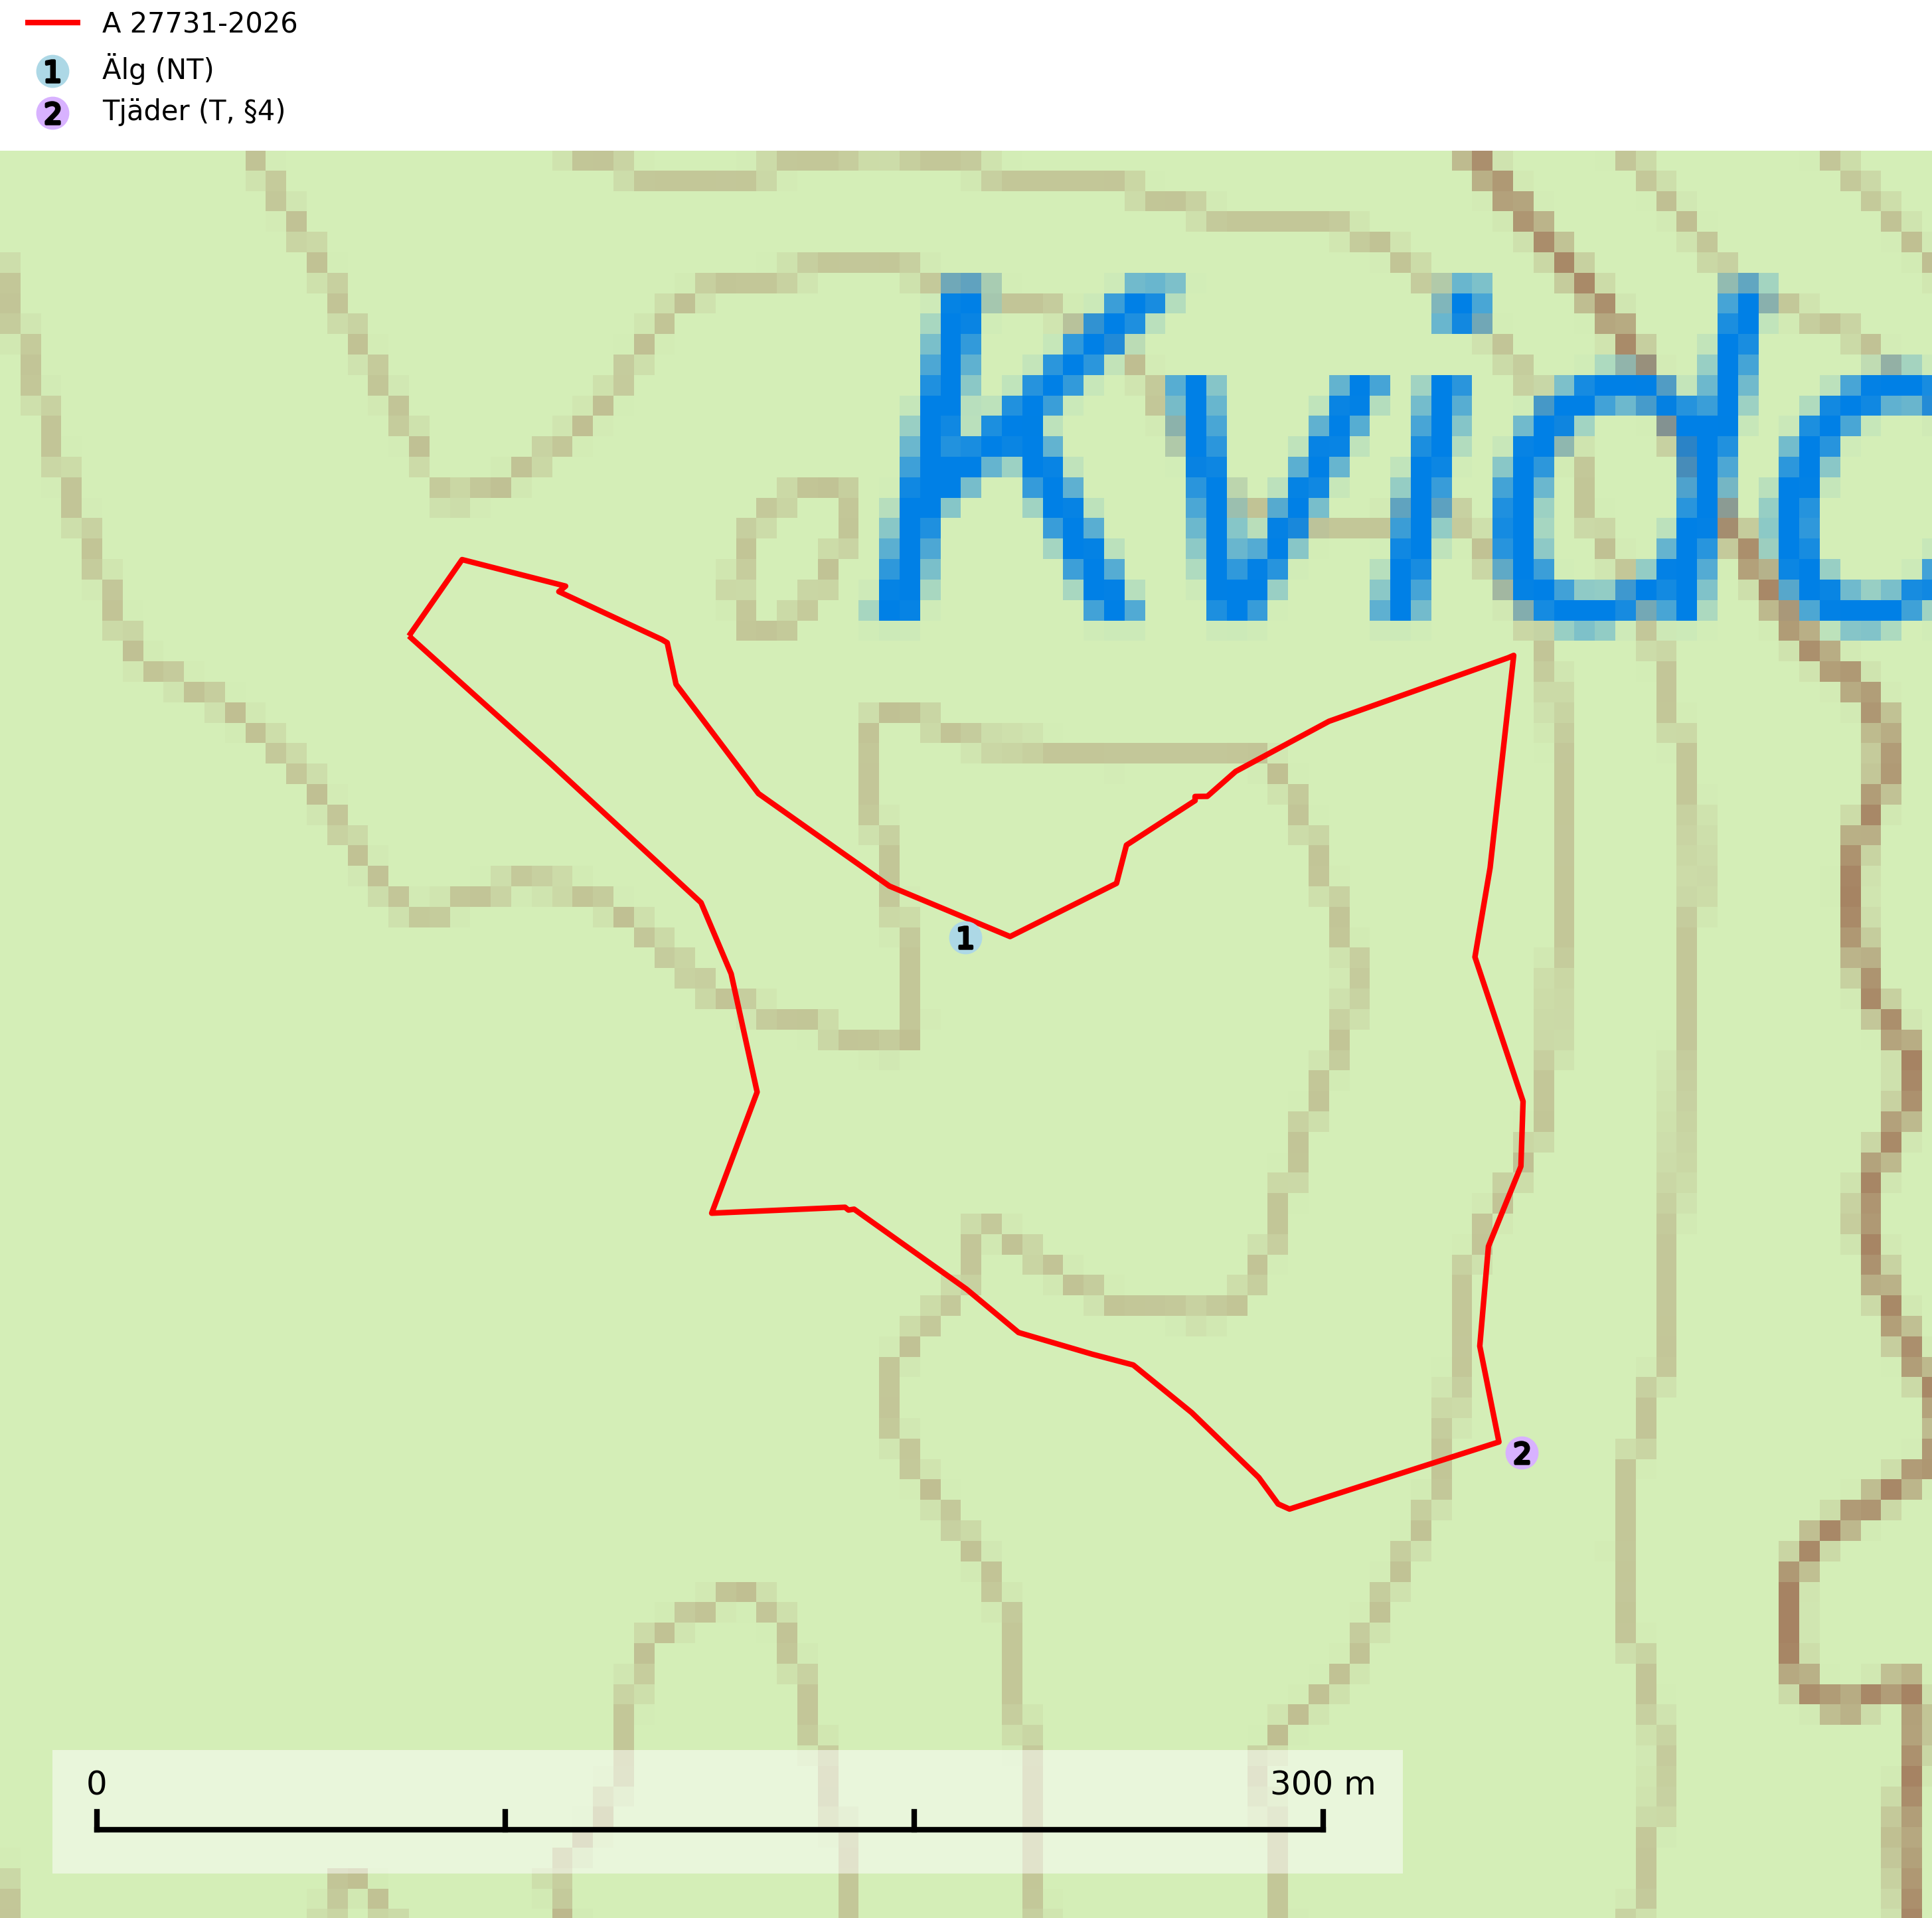 A 27731-2026
1 Älg (NT)
2 Tjäder (T, §4)
1
2
0 300 m